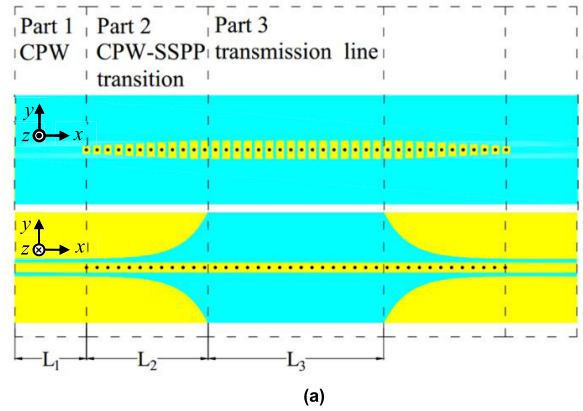 Part 1
CPW
Part 2
CPW-SSPP
transition
Part 3
transmission line
y
z x
y
z x
L1 L2 L3
(a)